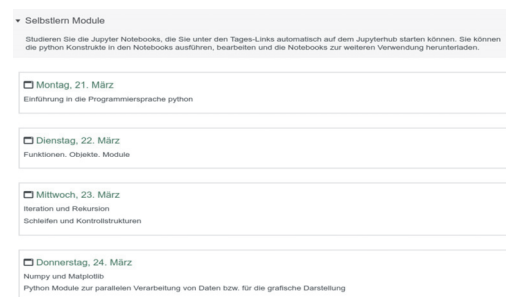 Selbstlern Module
Studieren Sie die Jupyter Notebooks, die Sie unter den Tages-Links automatisch auf dem Jupyterhub starten können. Sie können
die python Konstrukte in den Notebooks ausführen, bearbeiten und die Notebooks zur weiteren Verwendung herunterladen.
Montag, 21. März
Einführung in die Programmiersprache python
Dienstag, 22. März
Funktionen. Objekte. Module
Mittwoch, 23. März
Iteration und Rekursion
Schleifen und Kontrollstrukturen
Donnerstag, 24. März
Numpy und Matplotlib
Python Module zur parallelen Verarbeitung von Daten bzw. für die grafische Darstellung